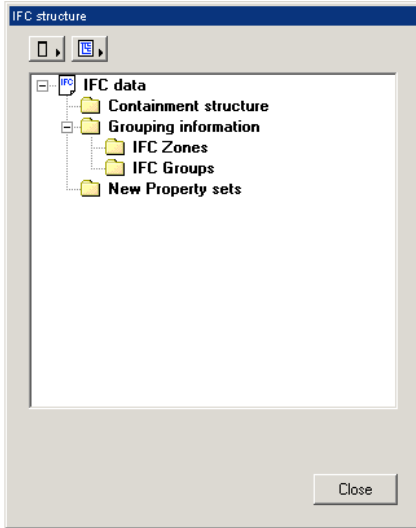 IFC structure
IFC IFC data
Containment structure
Grouping information
IFC Zones
IFC Groups
New Property sets
Close